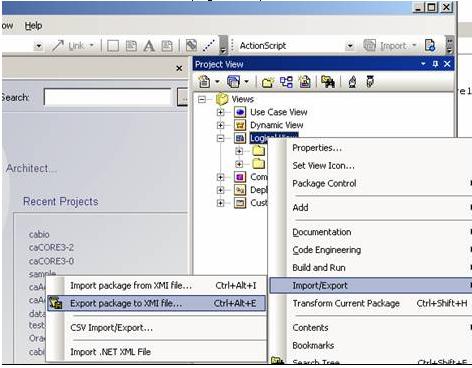 ow Help
Link
ActionScript
Import
Project View
Search:
Views
Use Case View
Dynamic View
Logical View
Com
Depl
Cust
Architect...
Recent Projects
cabio
caCORE3-2
caCORE3-0
sample
caA
caA
data
test
Ora
cabi
Properties...
Set View Icon...
Package Control
Add
Documentation
Code Engineering
Build and Run
Import/Export
Transform Current Package Ctrl+Shift+H
Contents
Bookmarks
Search Tree Ctrl+Shift+F
Import package from XMI file... Ctrl+Alt+I
Export package to XMI file... Ctrl+Alt+E
CSV Import/Export...
Import .NET XML File